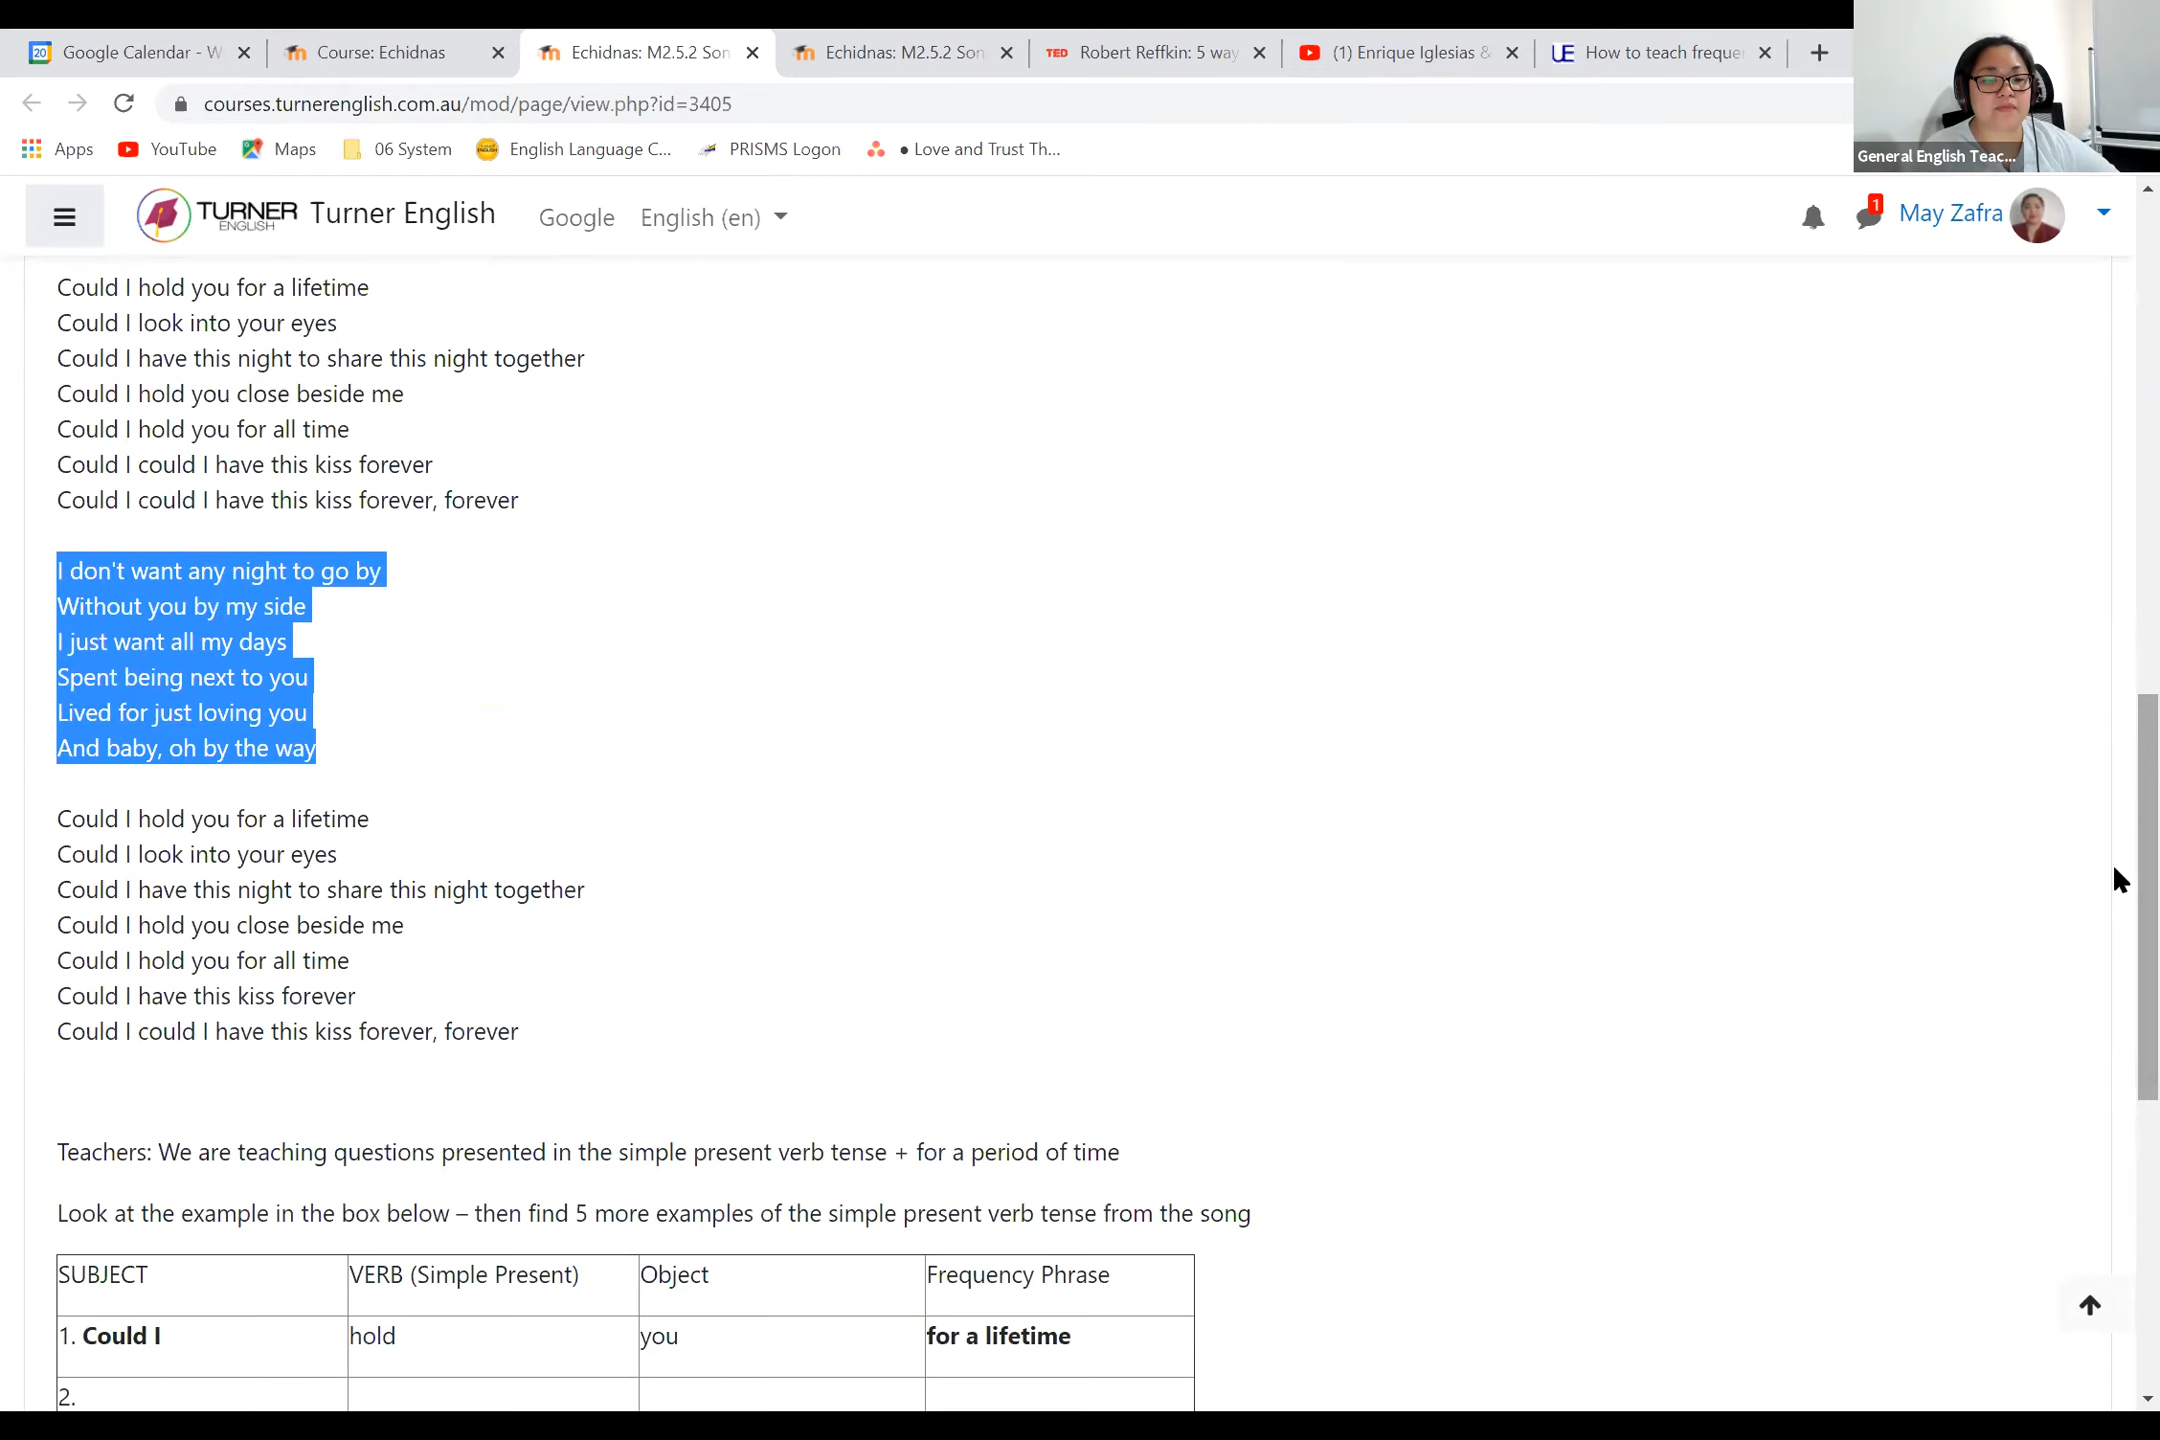 Google Calendar - W
Course: Echidnas
Echidnas: M2.5.2 Son
Echidnas: M2.5.2 Son
TED Robert Reffkin: 5 way
(1) Enrique Iglesias &
UE How to teach freque
courses.turnerenglish.com.au/mod/page/view.php?id=3405
Apps YouTube Maps 06 System English Language C... PRISMS Logon • Love and Trust Th...
General English Teac...
TURNER ENGLISH Turner English Google English (en) 1 May Zafra
Could I hold you for a lifetime
Could I look into your eyes
Could I have this night to share this night together
Could I hold you close beside me
Could I hold you for all time
Could I could I have this kiss forever
Could I could I have this kiss forever, forever
I don't want any night to go by
Without you by my side
I just want all my days
Spent being next to you
Lived for just loving you
And baby, oh by the way
Could I hold you for a lifetime
Could I look into your eyes
Could I have this night to share this night together
Could I hold you close beside me
Could I hold you for all time
Could I have this kiss forever
Could I could I have this kiss forever, forever
Teachers: We are teaching questions presented in the simple present verb tense + for a period of time
Look at the example in the box below – then find 5 more examples of the simple present verb tense from the song
SUBJECT VERB (Simple Present) Object Frequency Phrase
1. Could I hold you for a lifetime
2.